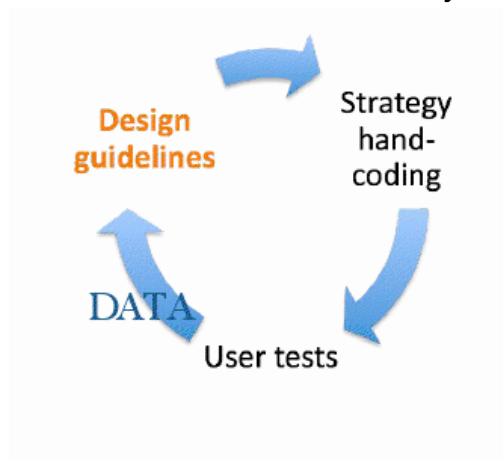 Design
guidelines
Strategy
hand-
coding
DATA
User tests